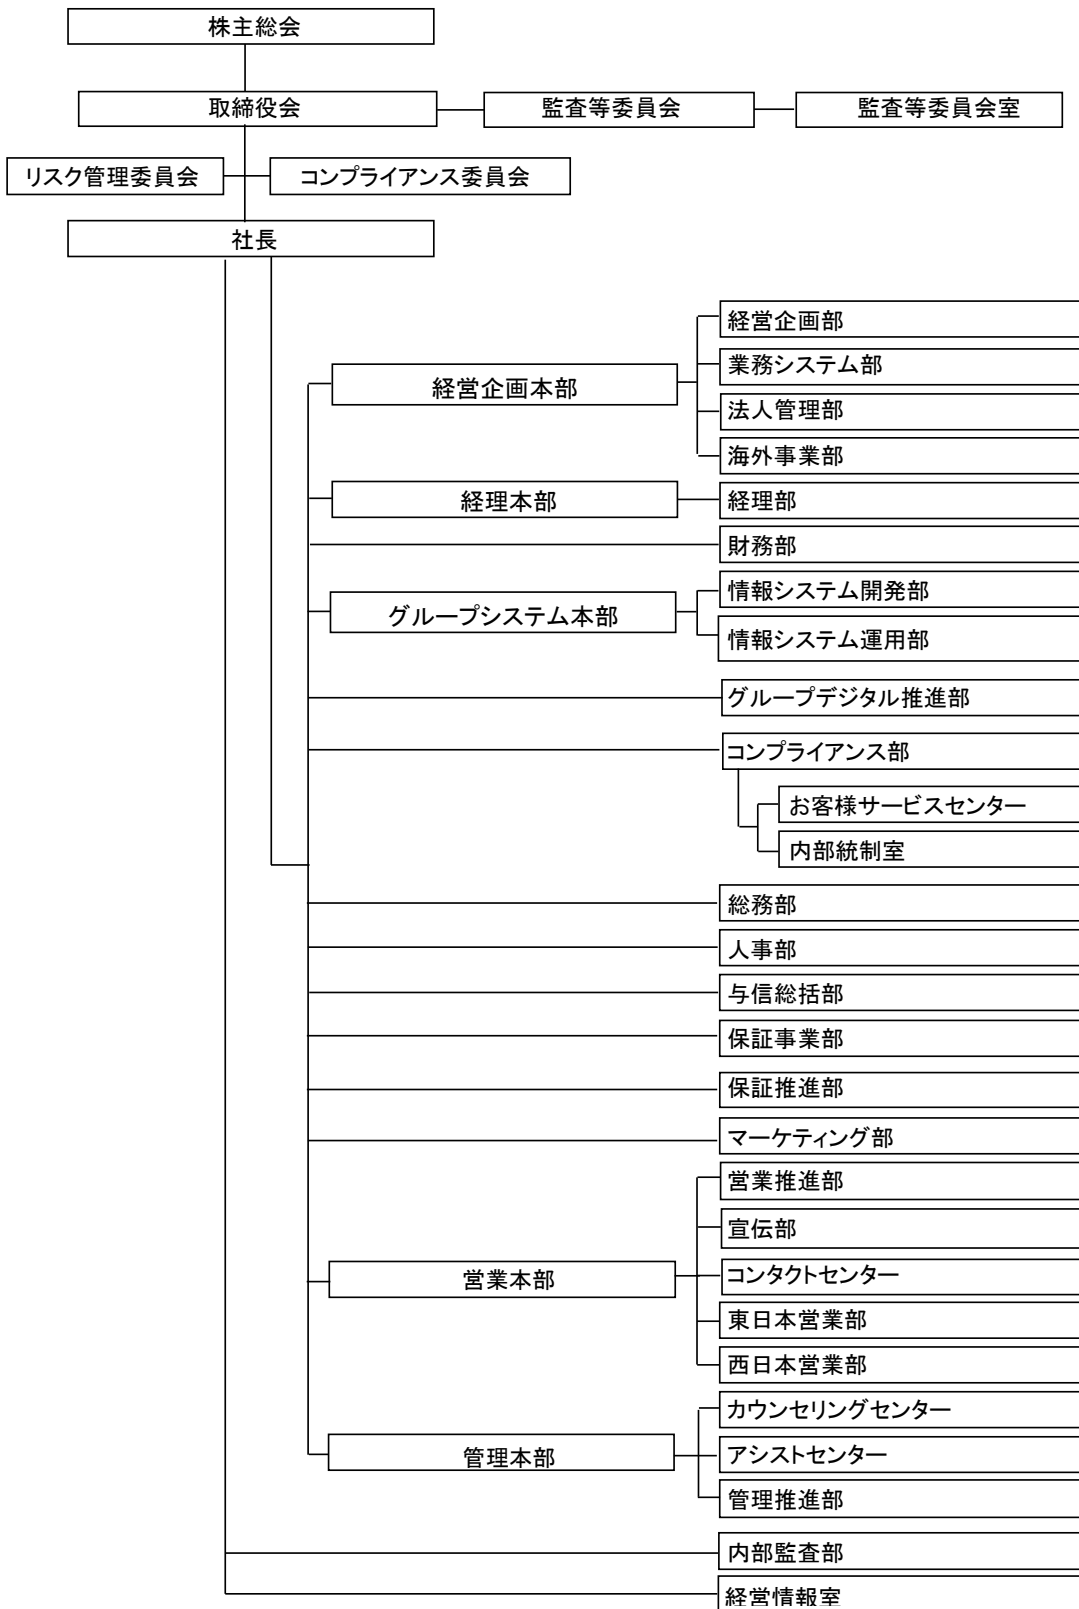 株主総会
取締役会
監査等委員会
監査等委員会室
リスク管理委員会
コンプライアンス委員会
社長
経営企画部
業務システム部
経営企画本部
法人管理部
海外事業部
経理本部
経理部
財務部
情報システム開発部
グループシステム本部
情報システム運用部
グループデジタル推進部
コンプライアンス部
お客様サービスセンター
内部統制室
総務部
人事部
与信総括部
保証事業部
保証推進部
マーケティング部
営業推進部
宣伝部
営業本部
コンタクトセンター
東日本営業部
西日本営業部
カウンセリングセンター
管理本部
アシストセンター
管理推進部
内部監査部
経営情報室